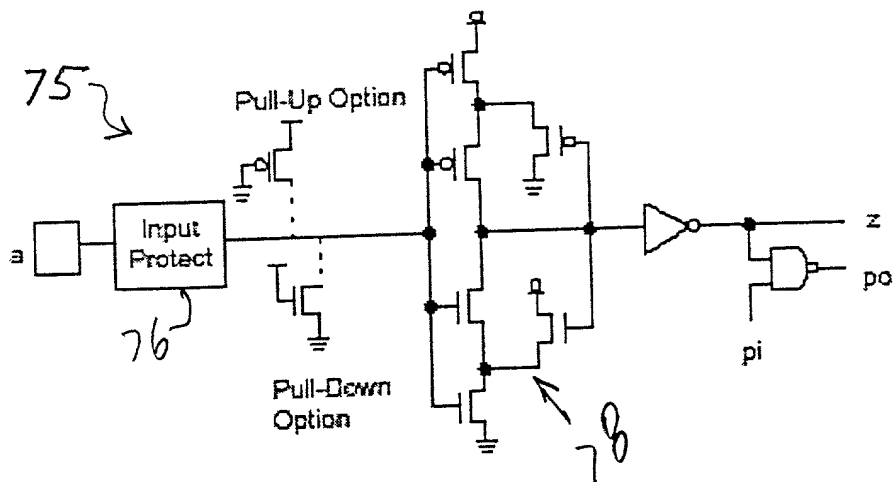 75
Pull-Up Option
a
Input
Protect
76
Pull-Down
Option
78
z
po
pi